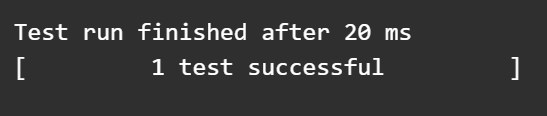 Test run finished after 20 ms
[         1 test successful         ]